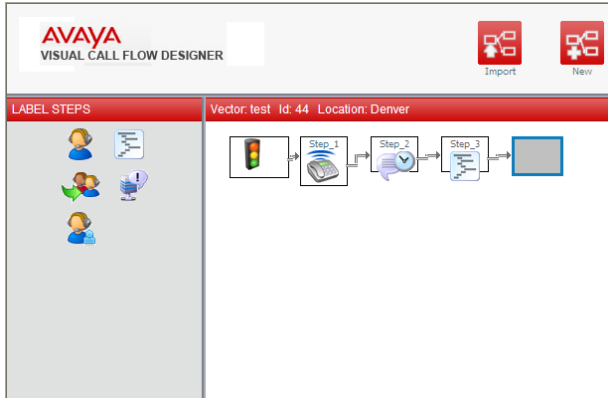 AVAYA
VISUAL CALL FLOW DESIGNER
Import
New
LABEL STEPS
Vector: test Id: 44 Location: Denver
Step_1
Step_2
Step_3